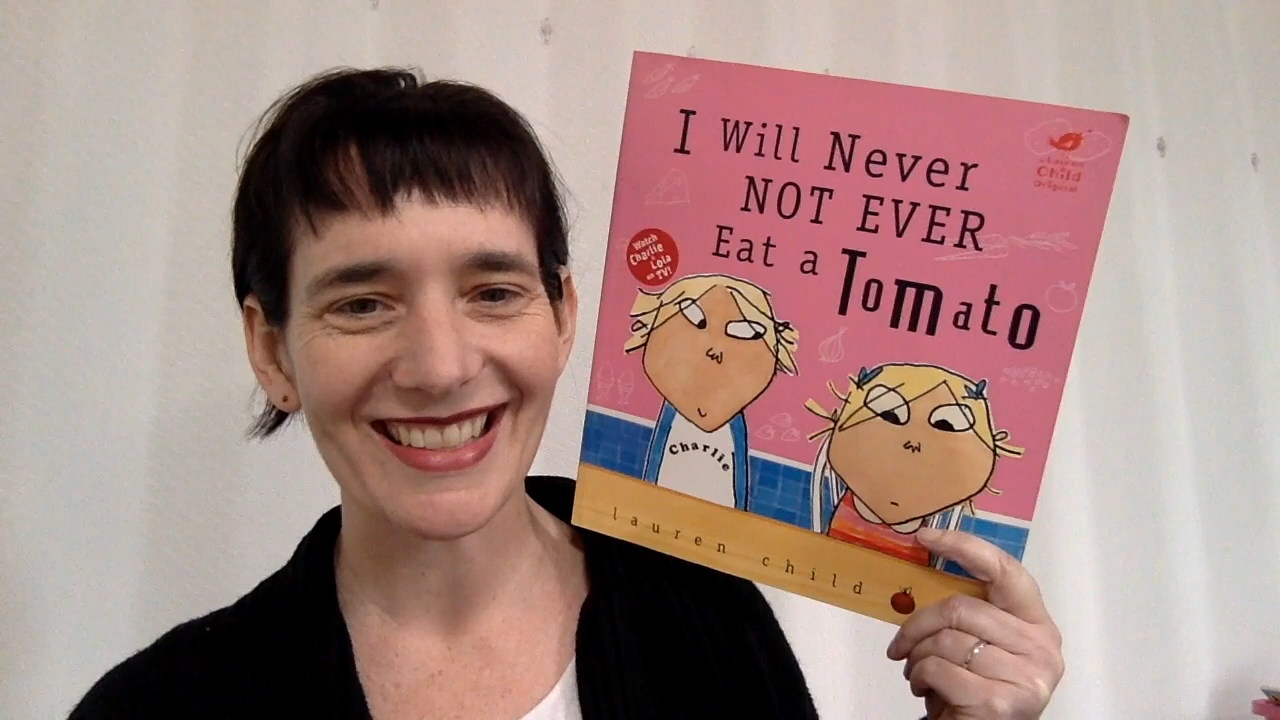 I Will Never
NOT EVER
Eat a Tomato
a Lauren
Child
Original
Watch
Charlie
& Lola
on TV!
Charlie
lauren child